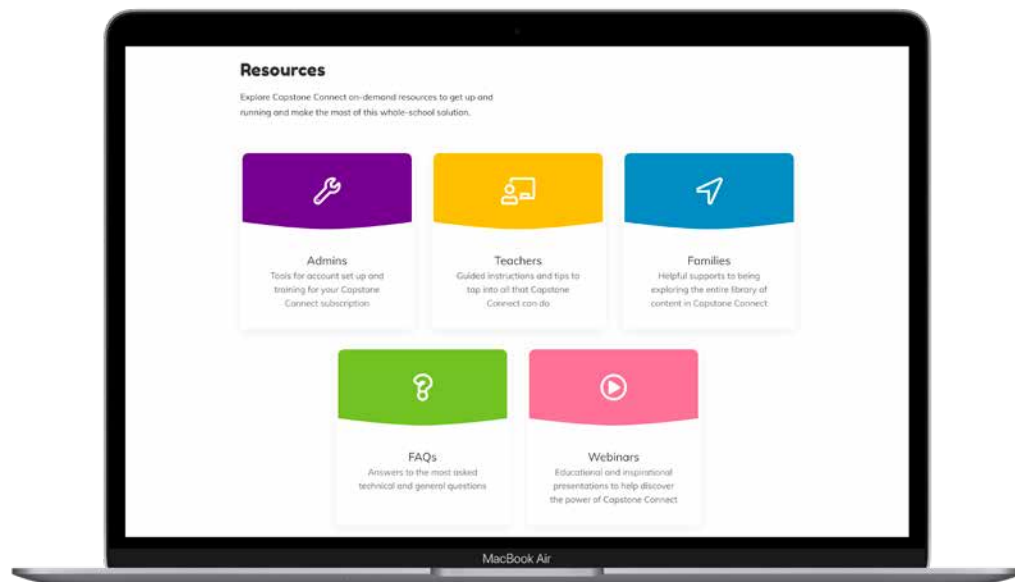 Resources
Explore Capstone Connect on-demand resources to get up and
running and make the most of this whole-school solution.
Admins
Tools for account set up and
training for your Capstone
Connect subscription
Teachers
Guided instructions and tips to
tap into all that Capstone
Connect can do
Families
Helpful supports to being
exploring the entire library of
content in Capstone Connect
FAQs
Answers to the most asked
technical and general questions
Webinars
Educational and inspirational
presentations to help discover
the power of Capstone Connect
MacBook Air